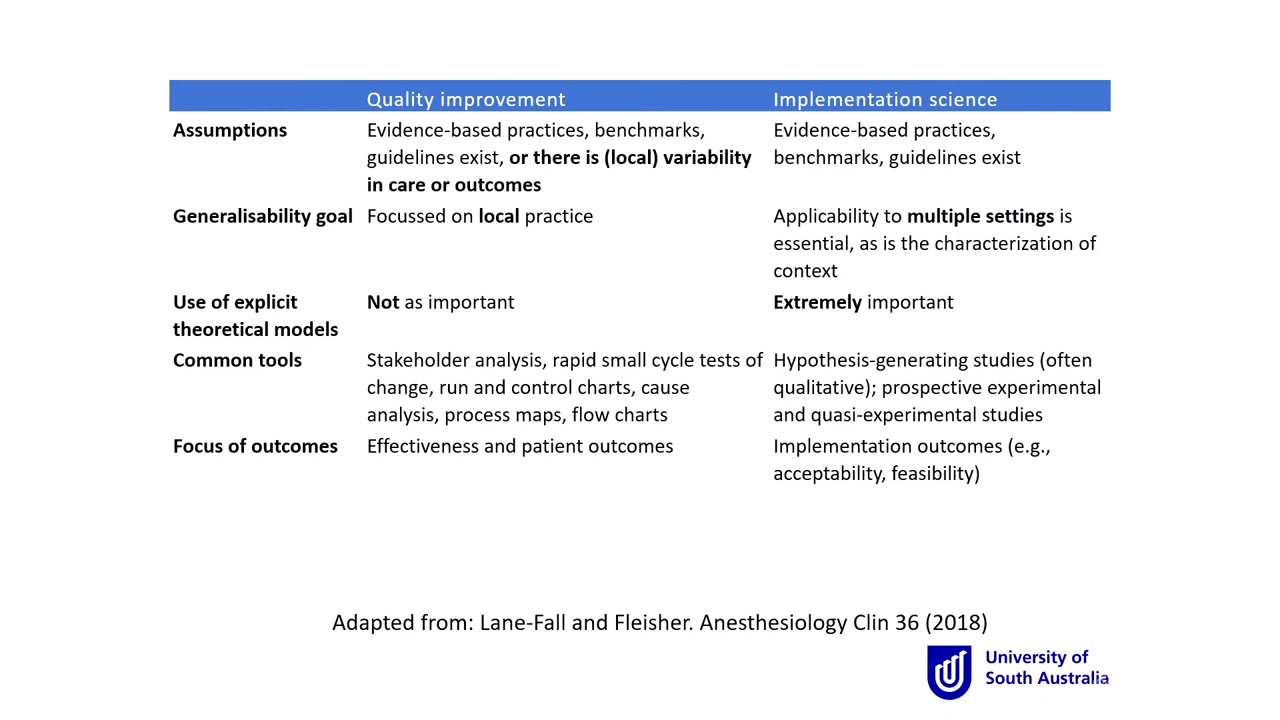 Quality improvement
Implementation science
Assumptions
Evidence-based practices, benchmarks,
guidelines exist, or there is (local) variability
in care or outcomes
Evidence-based practices,
benchmarks, guidelines exist
Generalisability goal
Focussed on local practice
Applicability to multiple settings is
essential, as is the characterization of
context
Use of explicit
theoretical models
Not as important
Extremely important
Common tools
Stakeholder analysis, rapid small cycle tests of
change, run and control charts, cause
analysis, process maps, flow charts
Hypothesis-generating studies (often
qualitative); prospective experimental
and quasi-experimental studies
Focus of outcomes
Effectiveness and patient outcomes
Implementation outcomes (e.g.,
acceptability, feasibility)
Adapted from: Lane-Fall and Fleisher. Anesthesiology Clin 36 (2018)
University of
South Australia